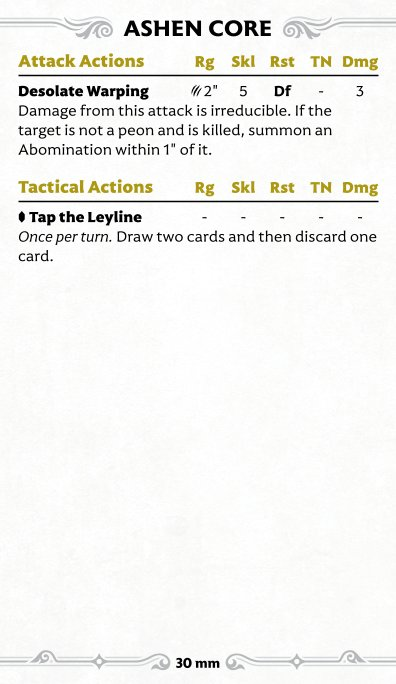 ASHEN CORE
Attack Actions Rg Skl Rst TN Dmg
Desolate Warping 2" 5 Df - 3
Damage from this attack is irreducible. If the
target is not a peon and is killed, summon an
Abomination within 1" of it.
Tactical Actions Rg Skl Rst TN Dmg
Tap the Leyline - - - - -
Once per turn. Draw two cards and then discard one
card.
30 mm